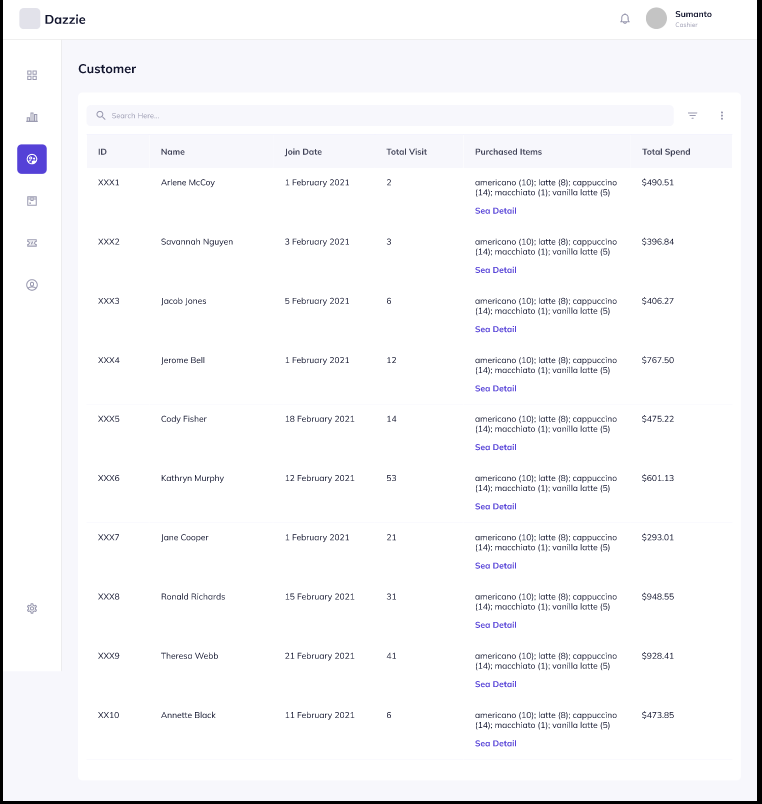 Dazzie
Sumanto
Cashier
Customer
Search Here...
ID Name Join Date Total Visit Purchased Items Total Spend
XXX1 Arlene McCoy 1 February 2021 2 americano (10); latte (8); cappuccino $490.51
(14); macchiato (1); vanilla latte (5)
Sea Detail
XXX2 Savannah Nguyen 3 February 2021 3 americano (10); latte (8); cappuccino $396.84
(14); macchiato (1); vanilla latte (5)
Sea Detail
XXX3 Jacob Jones 5 February 2021 6 americano (10); latte (8); cappuccino $406.27
(14); macchiato (1); vanilla latte (5)
Sea Detail
XXX4 Jerome Bell 1 February 2021 12 americano (10); latte (8); cappuccino $767.50
(14); macchiato (1); vanilla latte (5)
Sea Detail
XXX5 Cody Fisher 18 February 2021 14 americano (10); latte (8); cappuccino $475.22
(14); macchiato (1); vanilla latte (5)
Sea Detail
XXX6 Kathryn Murphy 12 February 2021 53 americano (10); latte (8); cappuccino $601.13
(14); macchiato (1); vanilla latte (5)
Sea Detail
XXX7 Jane Cooper 1 February 2021 21 americano (10); latte (8); cappuccino $293.01
(14); macchiato (1); vanilla latte (5)
Sea Detail
XXX8 Ronald Richards 15 February 2021 31 americano (10); latte (8); cappuccino $948.55
(14); macchiato (1); vanilla latte (5)
Sea Detail
XXX9 Theresa Webb 21 February 2021 41 americano (10); latte (8); cappuccino $928.41
(14); macchiato (1); vanilla latte (5)
Sea Detail
XX10 Annette Black 11 February 2021 6 americano (10); latte (8); cappuccino $473.85
(14); macchiato (1); vanilla latte (5)
Sea Detail